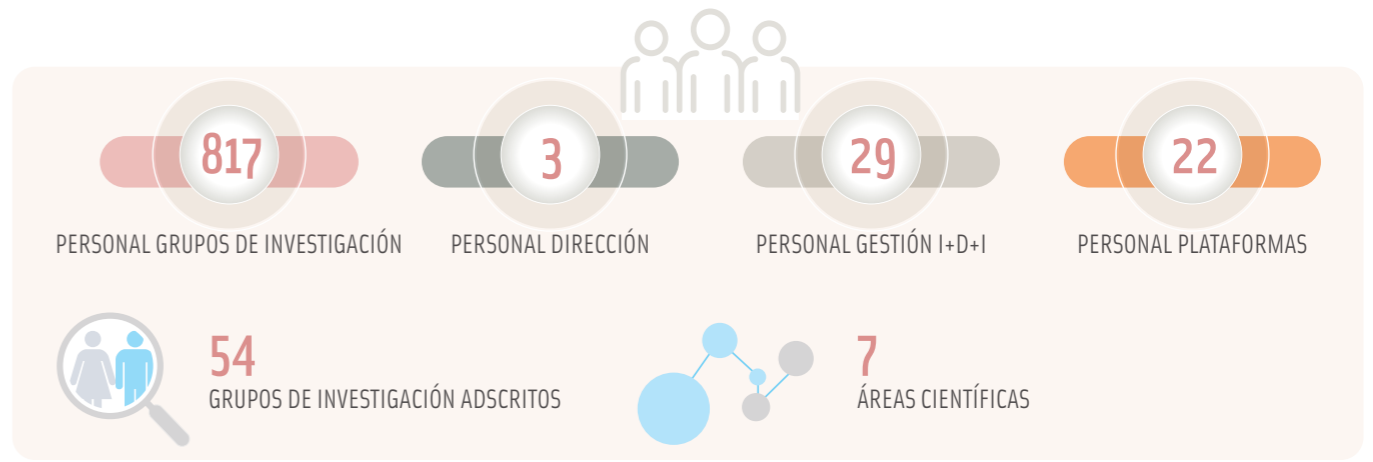 817
3
29
22
PERSONAL GRUPOS DE INVESTIGACIÓN
PERSONAL DIRECCIÓN
PERSONAL GESTIÓN I+D+I
PERSONAL PLATAFORMAS
54
GRUPOS DE INVESTIGACIÓN ADSCRITOS
7
ÁREAS CIENTÍFICAS